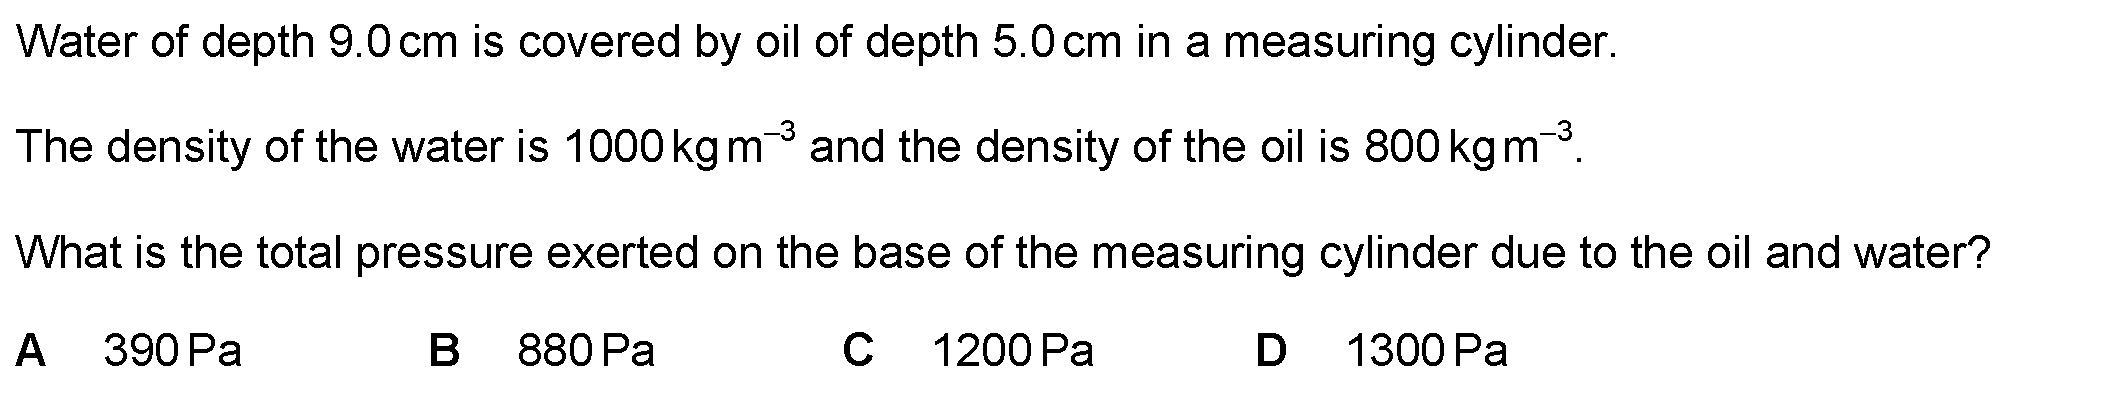 Water of depth 9.0 cm is covered by oil of depth 5.0 cm in a measuring cylinder.
The density of the water is 1000 kg m⁻³ and the density of the oil is 800 kg m⁻³.
What is the total pressure exerted on the base of the measuring cylinder due to the oil and water?
A 390 Pa B 880 Pa C 1200 Pa D 1300 Pa